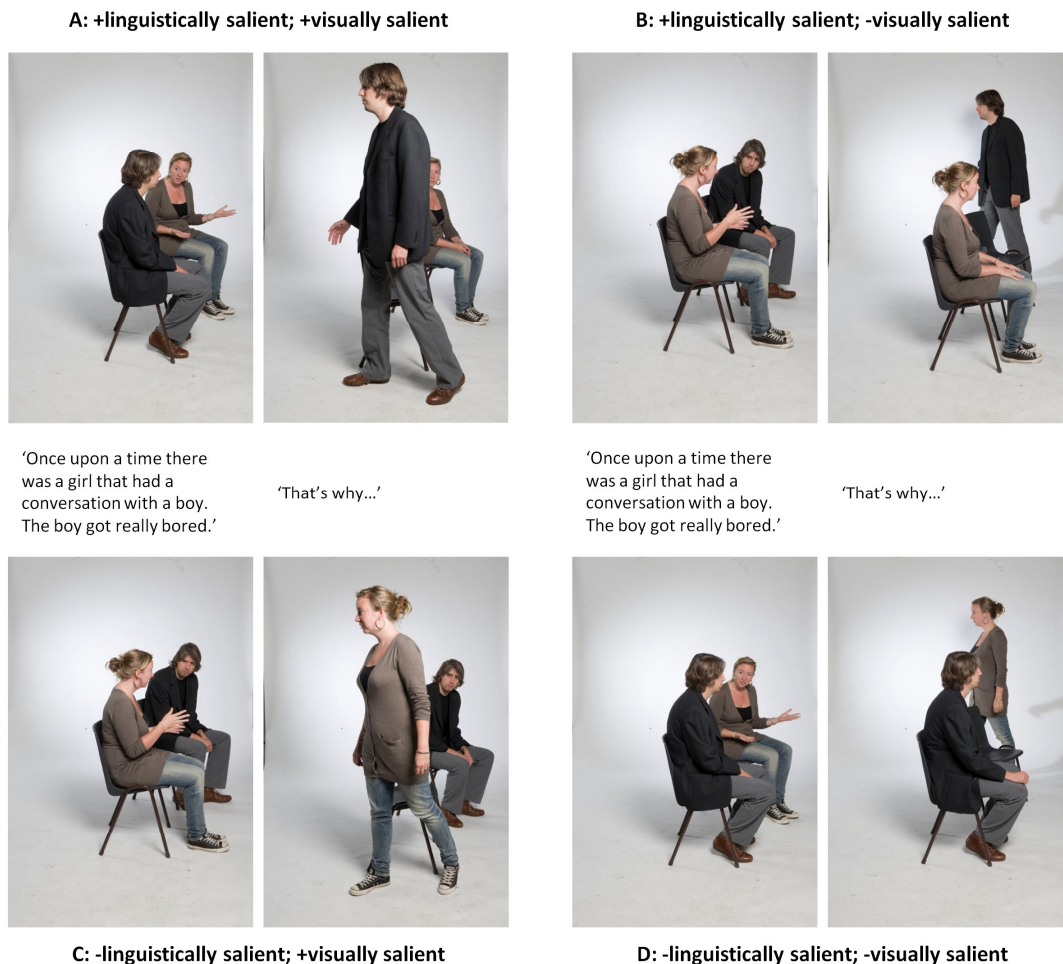 A: +linguistically salient; +visually salient
B: +linguistically salient; -visually salient
‘Once upon a time there
was a girl that had a
conversation with a boy.
The boy got really bored.’
‘That’s why…’
‘Once upon a time there
was a girl that had a
conversation with a boy.
The boy got really bored.’
‘That’s why…’
C: -linguistically salient; +visually salient
D: -linguistically salient; -visually salient